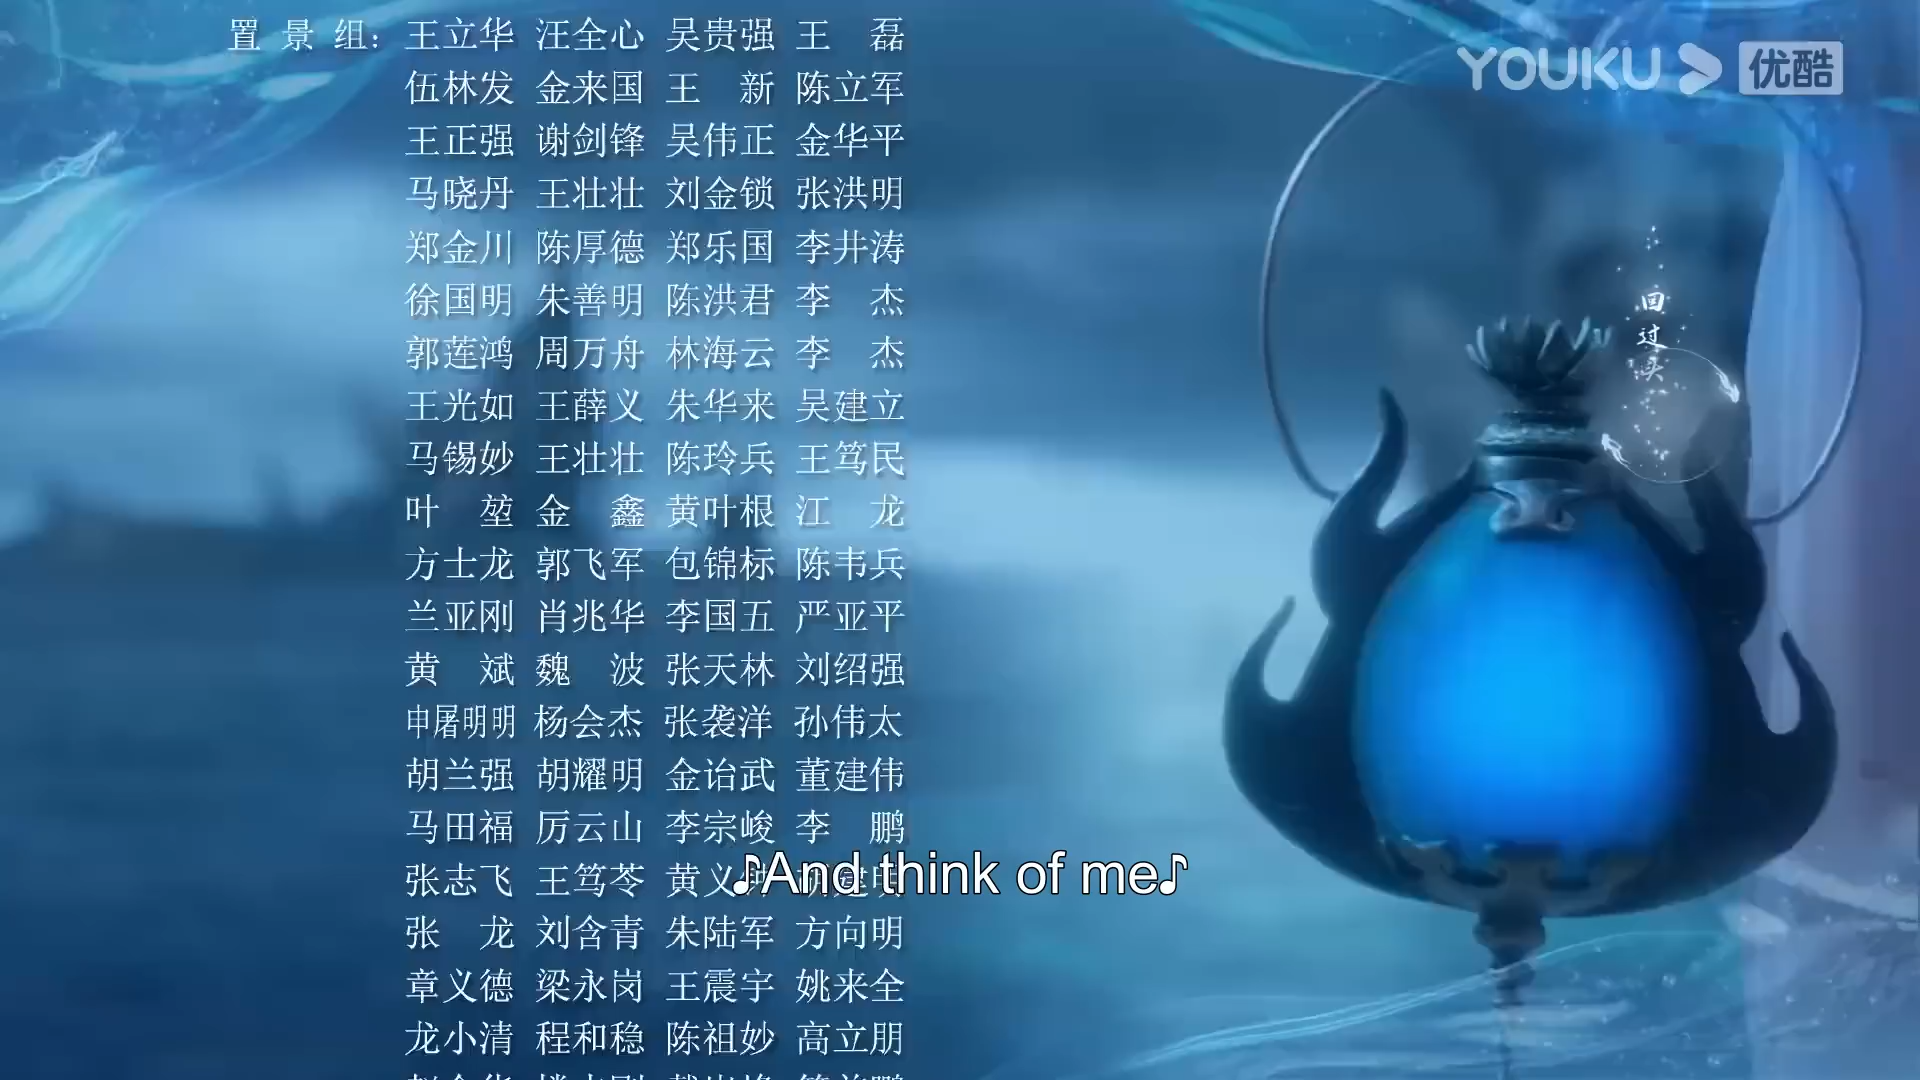 置景组：王立华 汪全心 吴贵强 王磊
伍林发 金来国 王新 陈立军
王正强 谢剑锋 吴伟正 金华平
马晓丹 王壮壮 刘金锁 张洪明
郑金川 陈厚德 郑乐国 李井涛
徐国明 朱善明 陈洪君 李杰
郭莲鸿 周万舟 林海云 李杰
王光如 王薛义 朱华来 吴建立
马锡妙 王壮壮 陈玲兵 王笃民
叶堃 金鑫 黄叶根 江龙
方士龙 郭飞军 包锦标 陈韦兵
兰亚刚 肖兆华 李国五 严亚平
黄斌 魏波 张天林 刘绍强
申屠明明 杨会杰 张袭洋 孙伟太
胡兰强 胡耀明 金诒武 董建伟
马田福 厉云山 李宗峻 李鹏
张志飞 王笃苓 黄义
张龙 刘含青 朱陆军 方向明
章义德 梁永岗 王震宇 姚来全
龙小清 程和稳 陈祖妙 高立朋
YOUKU 优酷
回过头
♪And think of me♪